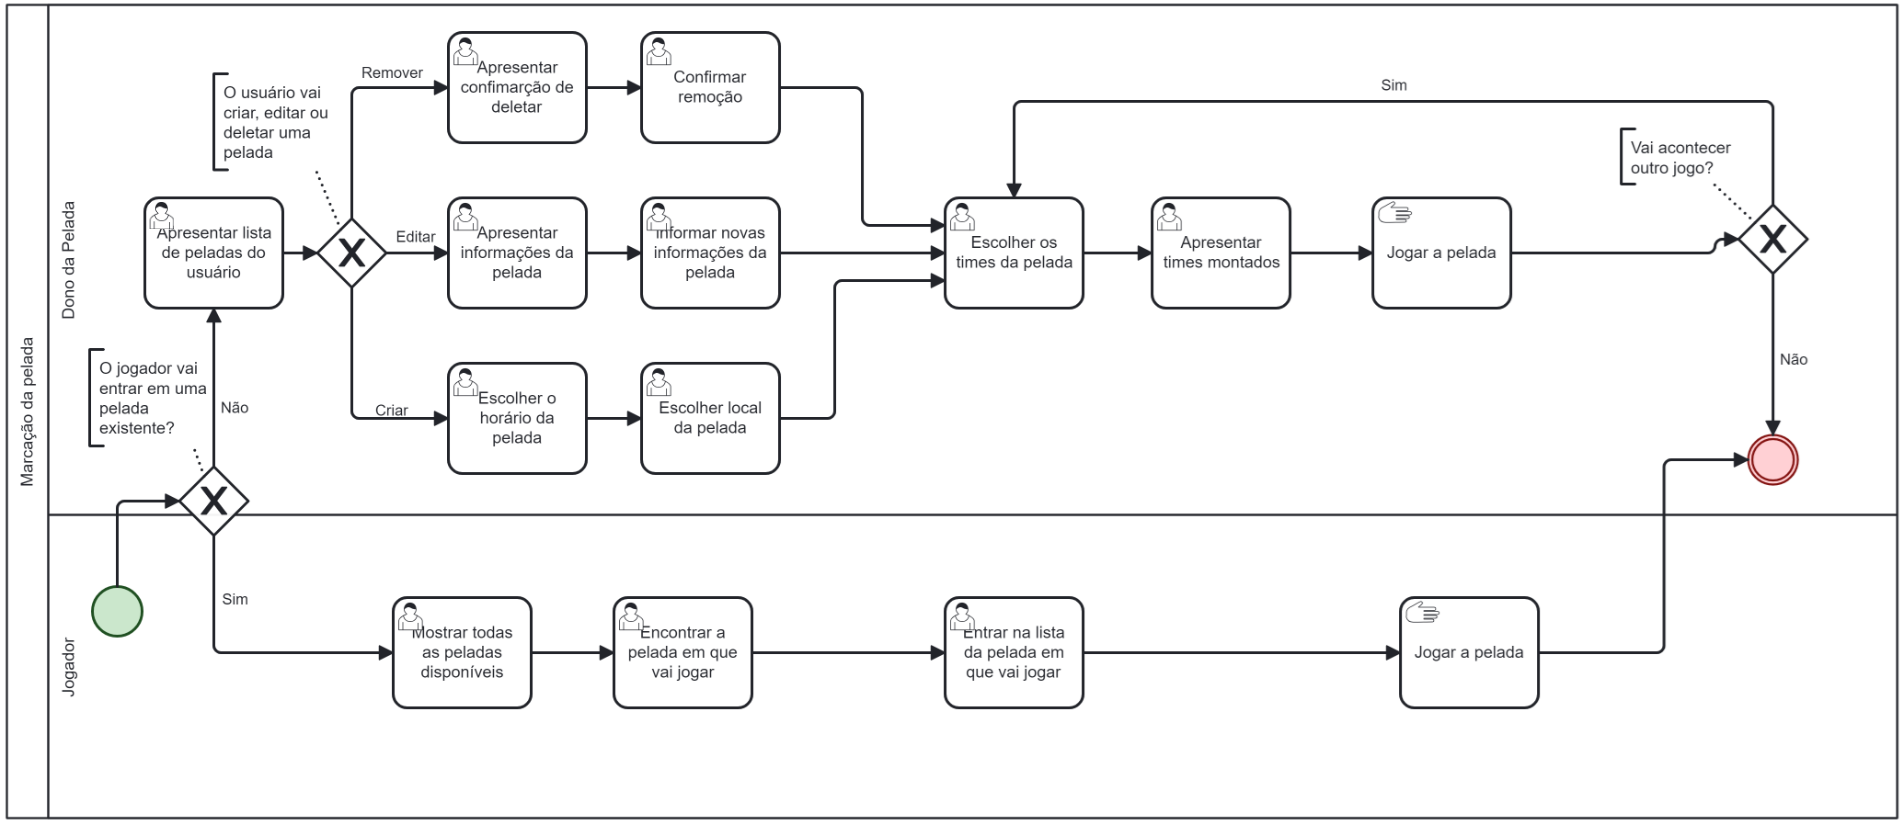 Marcação da pelada
Dono da Pelada
O usuário vai
criar, editar ou
deletar uma
pelada
Remover
Apresentar
confimarção de
deletar
Confirmar
remoção
Sim
Vai acontecer
outro jogo?
Apresentar lista
de peladas do
usuário
Editar
Apresentar
informações da
pelada
Informar novas
informações da
pelada
Escolher os
times da pelada
Apresentar
times montados
Jogar a pelada
Não
O jogador vai
entrar em uma
pelada
existente?
Não
Criar
Escolher o
horário da
pelada
Escolher local
da pelada
Jogador
Sim
Mostrar todas
as peladas
disponíveis
Encontrar a
pelada em que
vai jogar
Entrar na lista
da pelada em
que vai jogar
Jogar a pelada